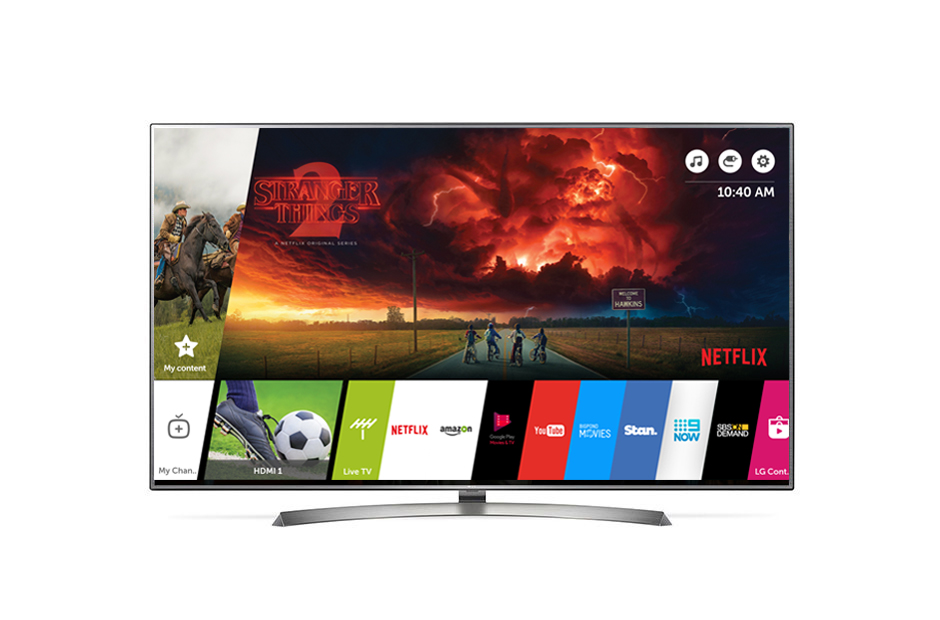 STRANGER
THINGS
2
A NETFLIX ORIGINAL SERIES
10:40 AM
WELCOME
TO
HAWKINS
NETFLIX
My content
My Chan..
HDMI 1
Live TV
NETFLIX
amazon
Google Play
Movies & TV
YouTube
BIGPOND
MOVIES
Stan.
9
NOW
SBS ON
DEMAND
LG Cont.